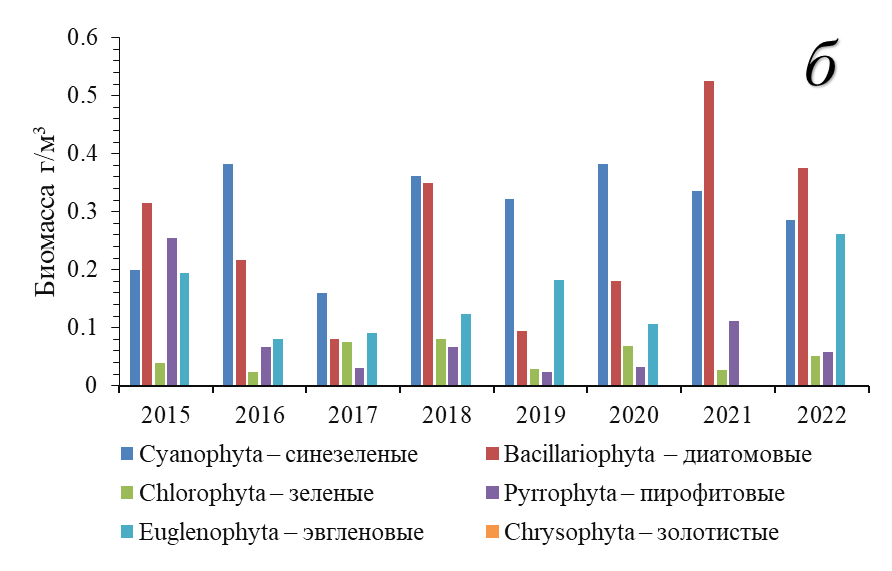 б
Биомасса г/м³
0.6
0.5
0.4
0.3
0.2
0.1
0
2015 2016 2017 2018 2019 2020 2021 2022
Cyanophyta – синезеленые Bacillariophyta – диатомовые
Chlorophyta – зеленые Pyrrophyta – пирофитовые
Euglenophyta – эвгленовые Chrysophyta – золотистые